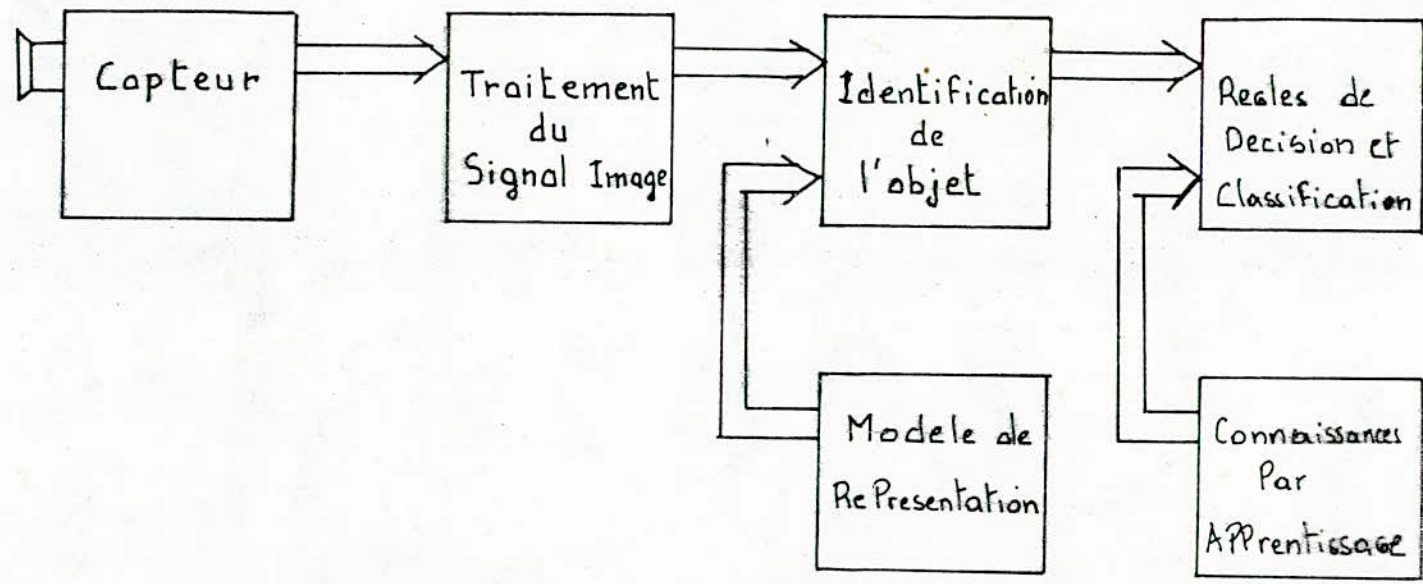 Capteur
Traitement
du
Signal Image
Identification
de
l'objet
Regles de
Decision et
Classification
Modele de
RePresentation
Connaissances
Par
APPrentissage